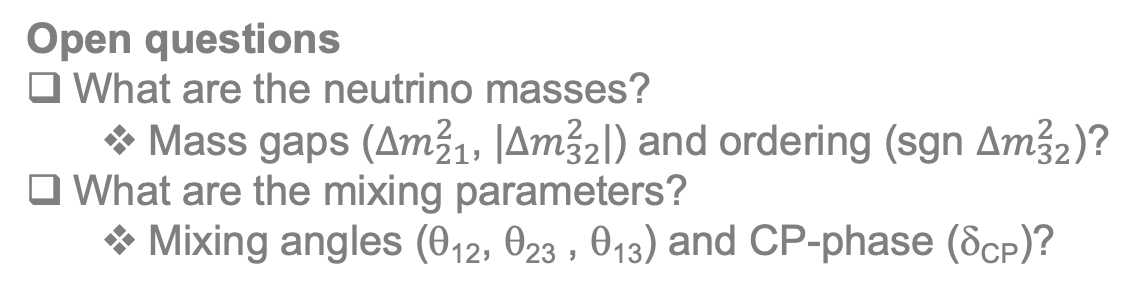 Open questions
❑ What are the neutrino masses?
❖ Mass gaps (Δm²₂₁, |Δm²₃₂|) and ordering (sgn Δm²₃₂)?
❑ What are the mixing parameters?
❖ Mixing angles (θ₁₂, θ₂₃ , θ₁₃) and CP-phase (δ_CP)?